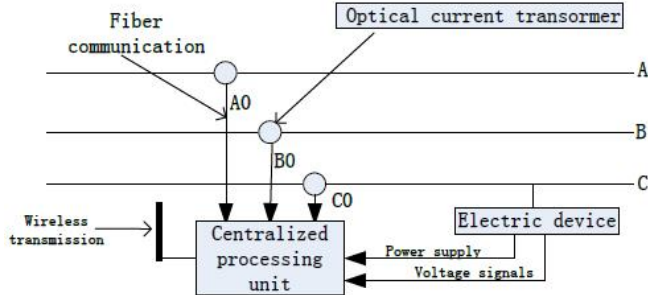 Fiber
communication
Optical current transormer
A
A0
B
B0
C
C0
Wireless
transmission
Electric device
Centralized
processing
unit
Power supply
Voltage signals